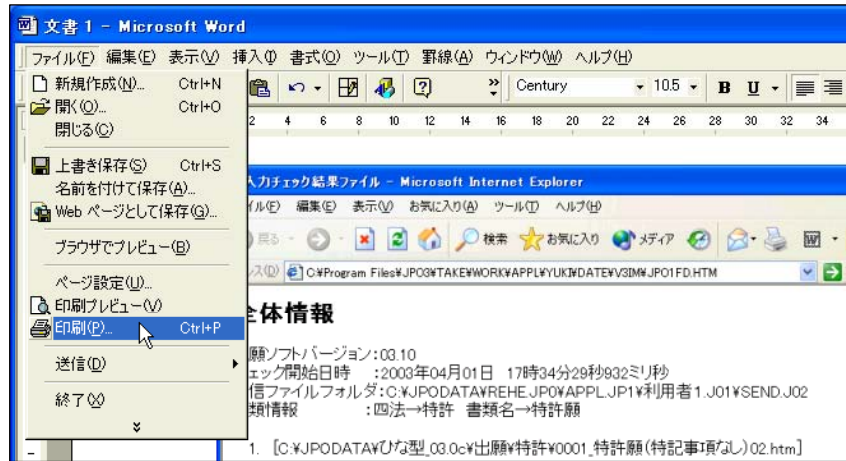 文書 1 - Microsoft Word
ファイル(F) 編集(E) 表示(V) 挿入(I) 書式(O) ツール(T) 罫線(A) ウィンドウ(W) ヘルプ(H)
新規作成(N)... Ctrl+N
開く(O)... Ctrl+O
閉じる(C)
上書き保存(S) Ctrl+S
名前を付けて保存(A)...
Web ページとして保存(G)...
ブラウザでプレビュー(B)
ページ設定(U)...
印刷プレビュー(V)
印刷(P)... Ctrl+P
送信(D)
終了(X)
Century 10.5 B U
2 4 6 8 10 12 14 16 18 20 22 24 26 28 30 32 34
入力チェック結果ファイル - Microsoft Internet Explorer
イル(F) 編集(E) 表示(V) お気に入り(A) ツール(T) ヘルプ(H)
戻る 検索 お気に入り メディア
レス(D) C:¥Program Files¥JPO3¥TAKE¥WORK¥APPL¥YUKI¥DATE¥V3IM¥JPO1FD.HTM
全体情報
願ソフトバージョン:03.10
ェック開始日時 :2003年04月01日 17時34分29秒932ミリ秒
信ファイルフォルダ:C:¥JPODATA¥REHE.JP0¥APPL.JP1¥利用者1.J01¥SEND.J02
類情報 :四法→特許 書類名→特許願
1. [C:¥JPODATA¥ひな型_03.0c¥出願¥特許¥0001_特許願(特記事項なし)02.htm]